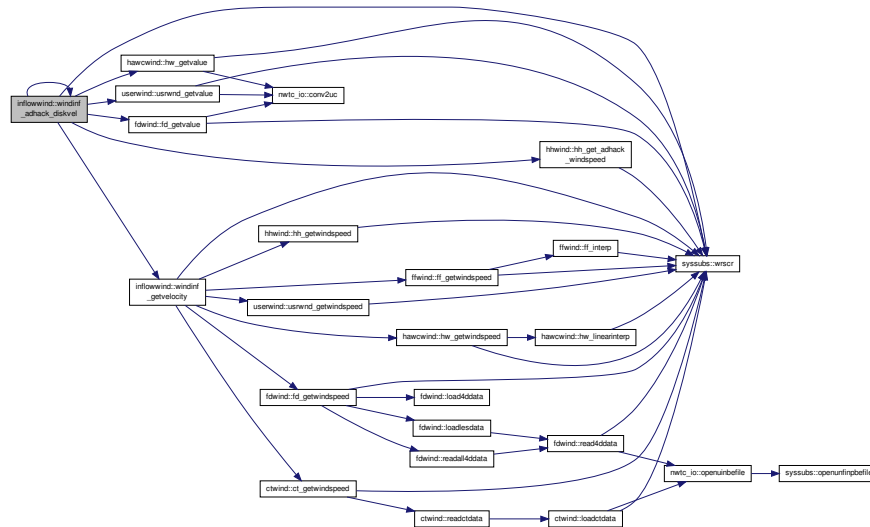 hawcwind::hw_getvalue
userwind::usrwnd_getvalue
nwtc_io::conv2uc
inflowwind::windinf
_adhack_diskvel
fdwind::fd_getvalue
hhwind::hh_get_adhack
_windspeed
hhwind::hh_getwindspeed
ffwind::ff_interp
syssubs::wrscr
ffwind::ff_getwindspeed
inflowwind::windinf
_getvelocity
userwind::usrwnd_getwindspeed
hawcwind::hw_getwindspeed
hawcwind::hw_linearinterp
fdwind::fd_getwindspeed
fdwind::load4ddata
fdwind::loadlesdata
fdwind::read4ddata
fdwind::readall4ddata
nwtc_io::openuinbefile
syssubs::openunfinpbefile
ctwind::ct_getwindspeed
ctwind::readctdata
ctwind::loadctdata